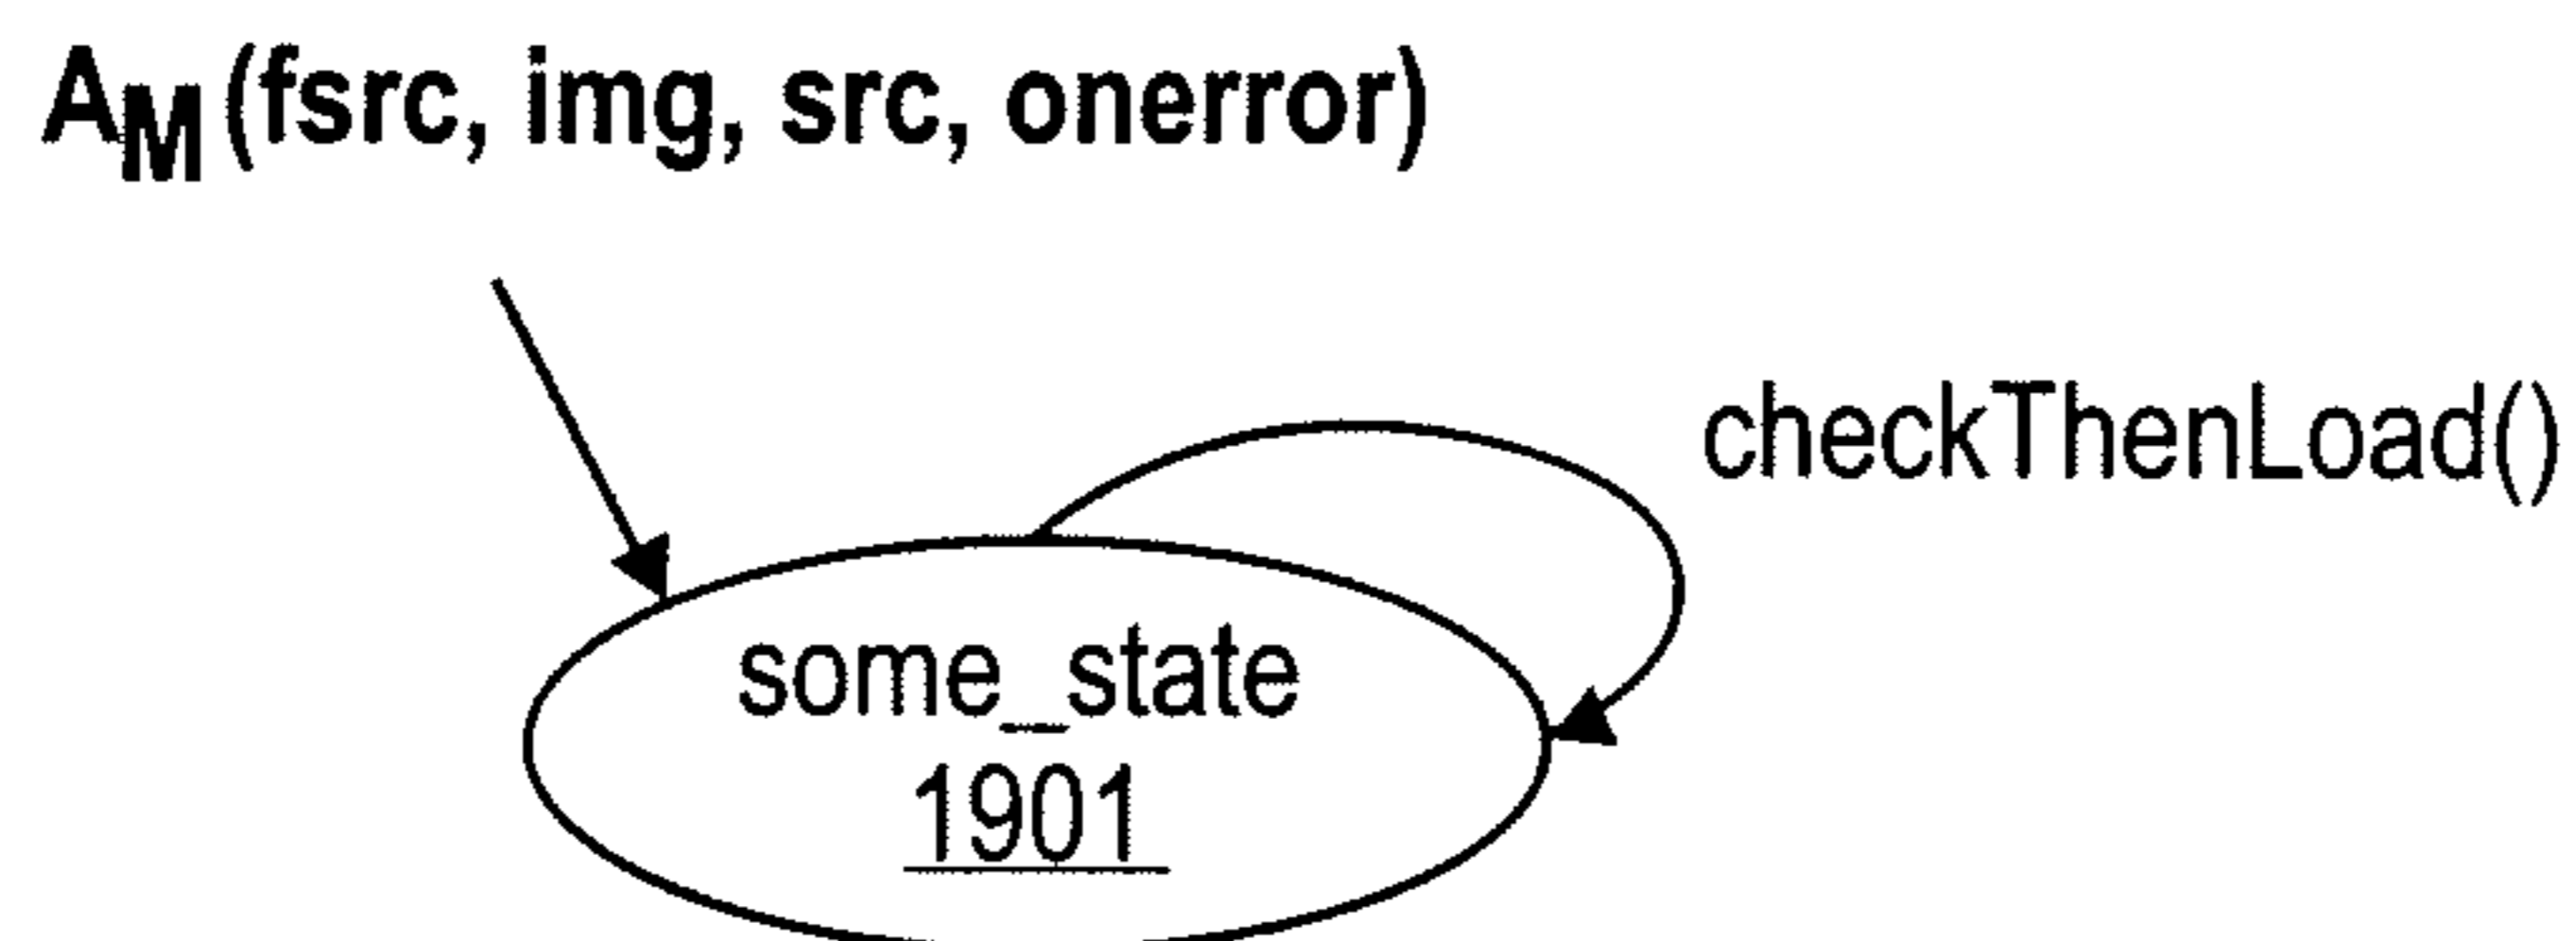 AM(fsrc, img, src, onerror)
checkThenLoad()
some_state
1901